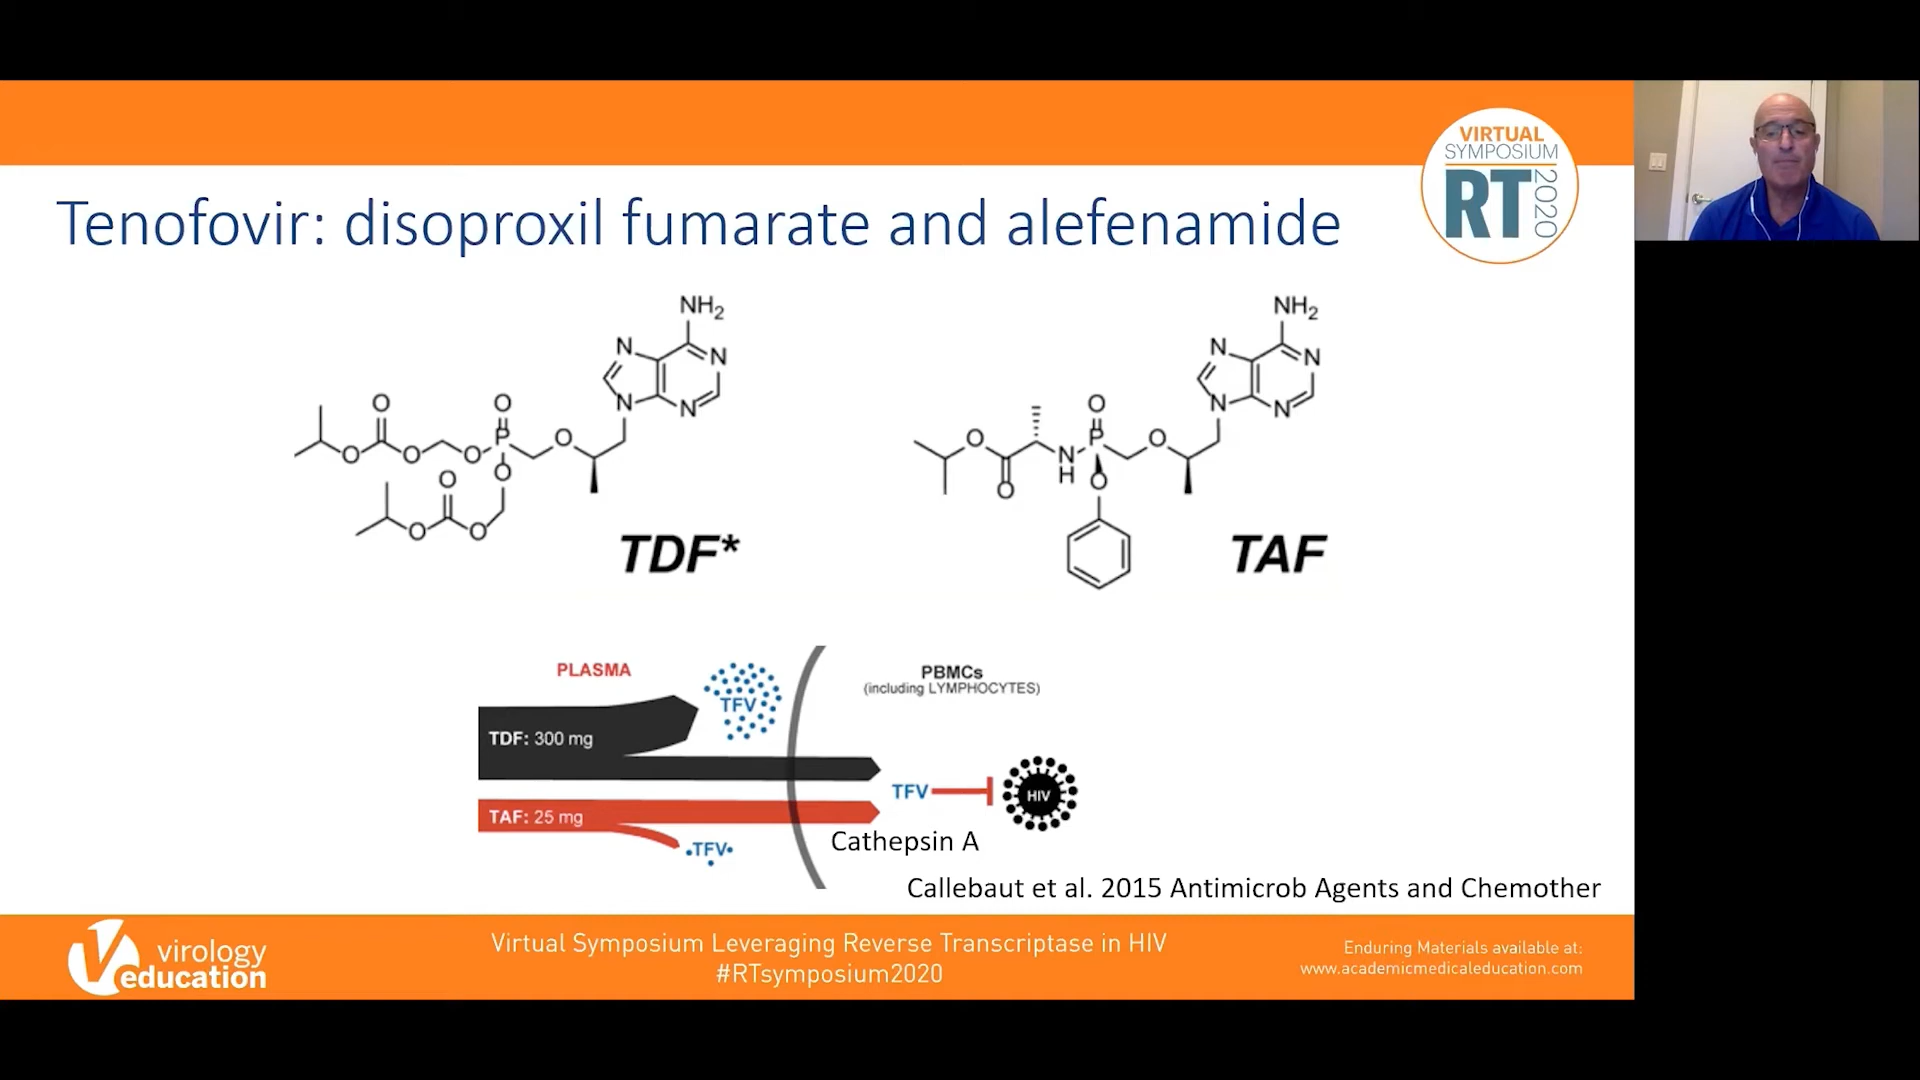 VIRTUAL
SYMPOSIUM
RT 2020
Tenofovir: disoproxil fumarate and alefenamide
NH2
N
N
N
N
O
O
O
O
O
P
O
O
O
O
O
TDF*
NH2
N
N
N
N
O
O
O
O
P
N
H
O
TAF
PLASMA
TFV
PBMCs
(including LYMPHOCYTES)
TDF: 300 mg
TFV
HIV
TAF: 25 mg
TFV
Cathepsin A
Callebaut et al. 2015 Antimicrob Agents and Chemother
virology
education
Virtual Symposium Leveraging Reverse Transcriptase in HIV
#RTsymposium2020
Enduring Materials available at:
www.academicmedicaleducation.com